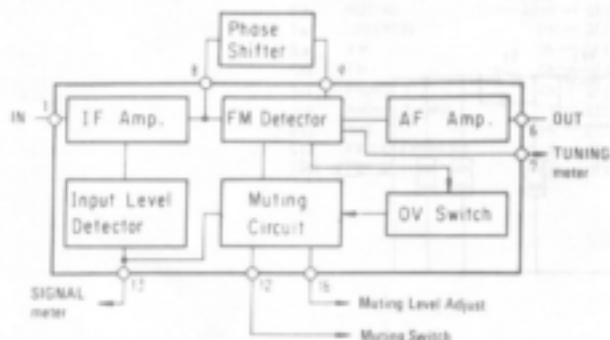 Phase
Shifter
8
9
IN
1
IF Amp.
FM Detector
AF Amp.
6
OUT
7
TUNING
meter
Input Level
Detector
Muting
Circuit
OV Switch
13
12
16
SIGNAL
meter
Muting Level Adjust
Muting Switch